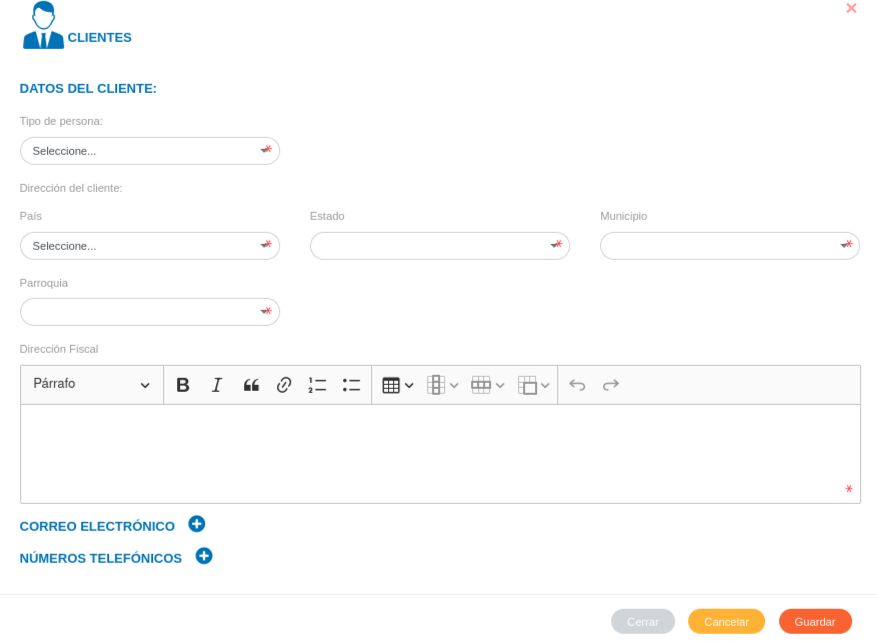 CLIENTES
DATOS DEL CLIENTE:
Tipo de persona:
Seleccione...
Dirección del cliente:
País Estado Municipio
Seleccione...
Parroquia
Dirección Fiscal
Párrafo
CORREO ELECTRÓNICO
NÚMEROS TELEFÓNICOS
Cerrar Cancelar Guardar